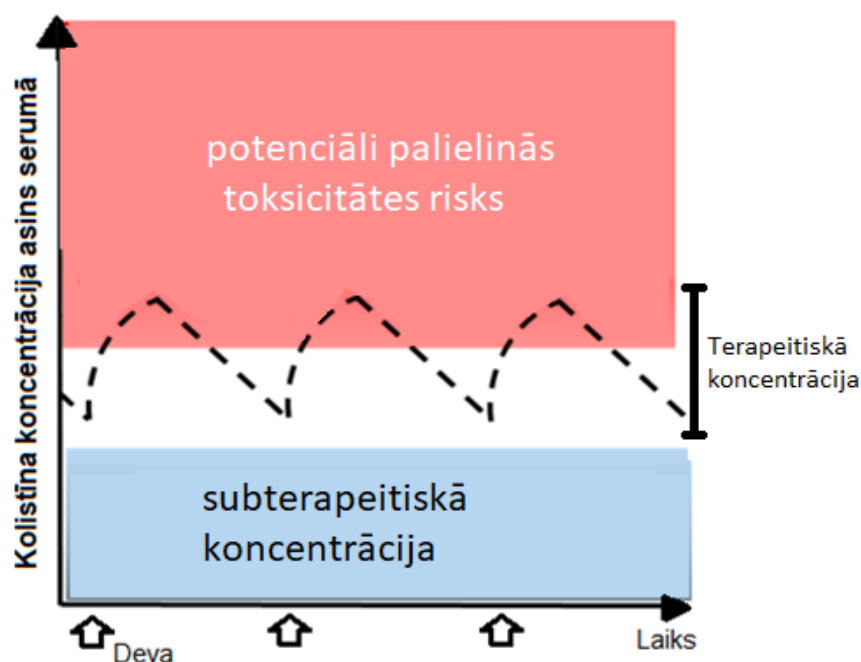 Kolistīna koncentrācija asins serumā
potenciāli palielinās
toksicitātes risks
Terapeitiskā
koncentrācija
subterapeitiskā
koncentrācija
Deva
Laiks